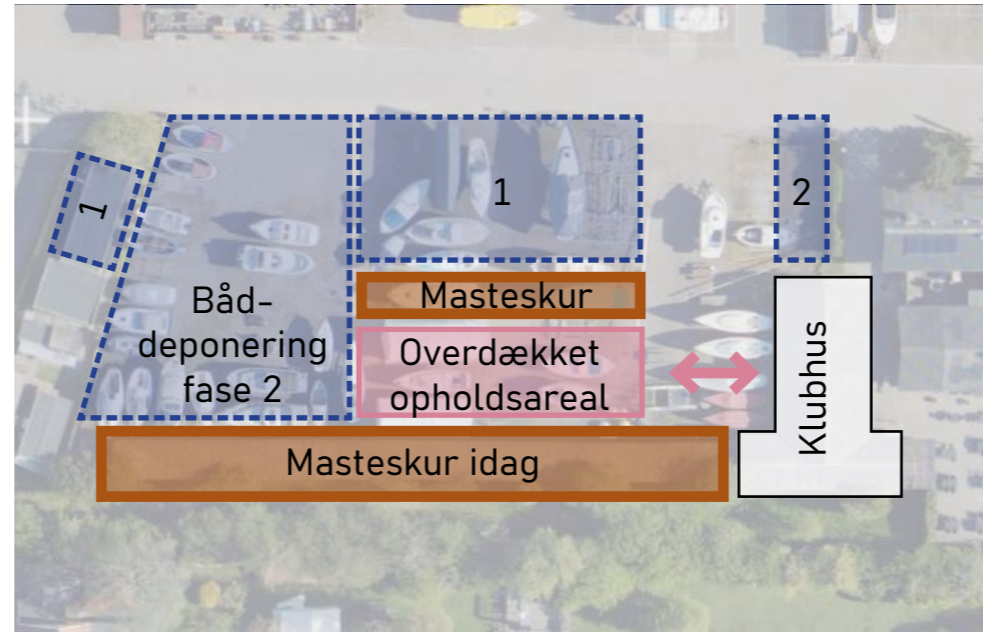 1
1
2
Båd-
deponering
fase 2
Masteskur
Overdækket
opholdsareal
Klubhus
Masteskur idag